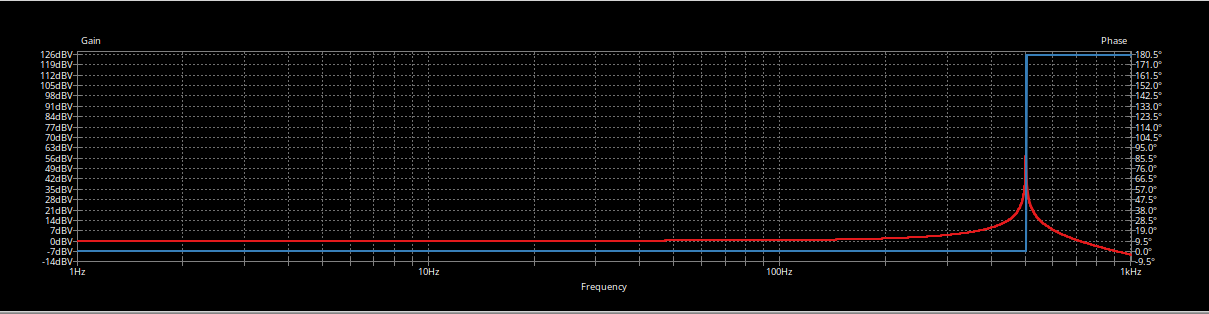 Gain Phase
126dBV 180.5°
119dBV 171.0°
112dBV 161.5°
105dBV 152.0°
98dBV 142.5°
91dBV 133.0°
84dBV 123.5°
77dBV 114.0°
70dBV 104.5°
63dBV 95.0°
56dBV 85.5°
49dBV 76.0°
42dBV 66.5°
35dBV 57.0°
28dBV 47.5°
21dBV 38.0°
14dBV 28.5°
7dBV 19.0°
0dBV 9.5°
-7dBV 0.0°
-14dBV -9.5°
1Hz 10Hz 100Hz 1kHz
Frequency